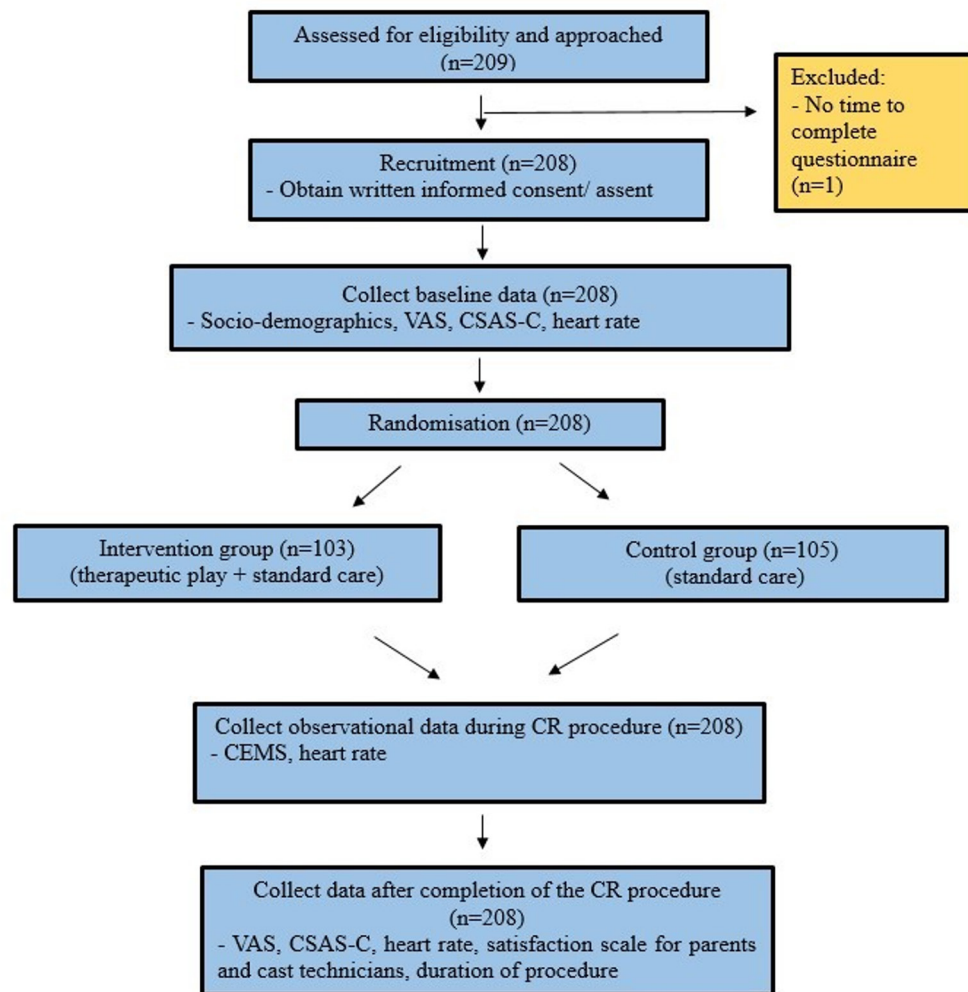 Assessed for eligibility and approached
(n=209)
Excluded:
- No time to
complete
questionnaire
(n=1)
Recruitment (n=208)
- Obtain written informed consent/ assent
Collect baseline data (n=208)
- Socio-demographics, VAS, CSAS-C, heart rate
Randomisation (n=208)
Intervention group (n=103)
(therapeutic play + standard care)
Control group (n=105)
(standard care)
Collect observational data during CR procedure (n=208)
- CEMS, heart rate
Collect data after completion of the CR procedure
(n=208)
- VAS, CSAS-C, heart rate, satisfaction scale for parents
and cast technicians, duration of procedure